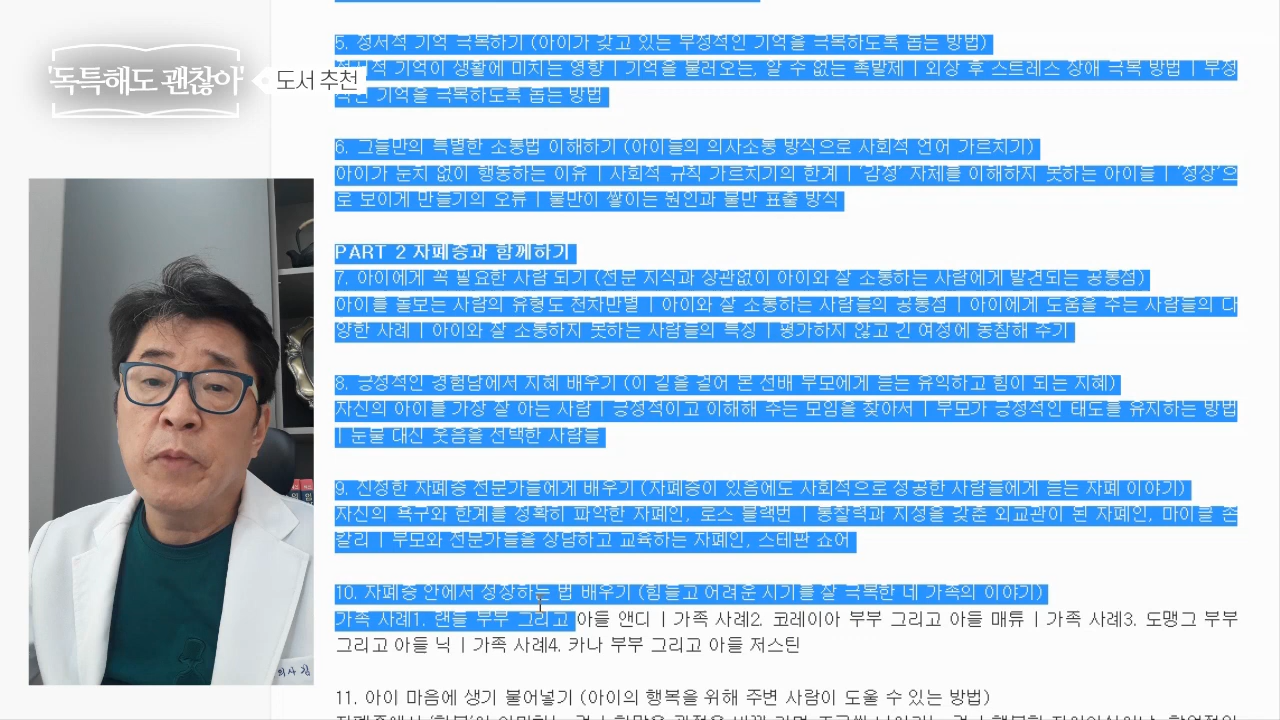 '독특해도 괜찮아'
도서 추천
5. 정서적 기억 극복하기 (아이가 갖고 있는 부정적인 기억을 극복하도록 돕는 방법)
정서적 기억이 생활에 미치는 영향 | 기억을 불러오는, 알 수 없는 촉발제 | 외상 후 스트레스 장애 극복 방법 | 부정
적인 기억을 극복하도록 돕는 방법
6. 그들만의 특별한 소통법 이해하기 (아이들의 의사소통 방식으로 사회적 언어 가르치기)
아이가 눈치 없이 행동하는 이유 | 사회적 규칙 가르치기의 한계 | ‘감정’ 자체를 이해하지 못하는 아이들 | ‘정상’으
로 보이게 만들기의 오류 | 불만이 쌓이는 원인과 불만 표출 방식
PART 2 자폐증과 함께하기
7. 아이에게 꼭 필요한 사람 되기 (전문 지식과 상관없이 아이와 잘 소통하는 사람에게 발견되는 공통점)
아이를 돌보는 사람의 유형도 천차만별 | 아이와 잘 소통하는 사람들의 공통점 | 아이에게 도움을 주는 사람들의 다
양한 사례 | 아이와 잘 소통하지 못하는 사람들의 특징 | 평가하지 않고 긴 여정에 동참해 주기
8. 긍정적인 경험담에서 지혜 배우기 (이 길을 걸어 본 선배 부모에게 듣는 유익하고 힘이 되는 지혜)
자신의 아이를 가장 잘 아는 사람 | 긍정적이고 이해해 주는 모임을 찾아서 | 부모가 긍정적인 태도를 유지하는 방법
| 눈물 대신 웃음을 선택한 사람들
9. 진정한 자폐증 전문가들에게 배우기 (자폐증이 있음에도 사회적으로 성공한 사람들에게 듣는 자폐 이야기)
자신의 욕구와 한계를 정확히 파악한 자폐인, 로스 블랙번 | 통찰력과 지성을 갖춘 외교관이 된 자폐인, 마이클 존
칼리 | 부모와 전문가들을 상담하고 교육하는 자폐인, 스테판 쇼어
10. 자폐증 안에서 성장하는 법 배우기 (힘들고 어려운 시기를 잘 극복한 네 가족의 이야기)
가족 사례1. 랜들 부부 그리고 아들 앤디 | 가족 사례2. 코레이아 부부 그리고 아들 매튜 | 가족 사례3. 도맹그 부부
그리고 아들 닉 | 가족 사례4. 카나 부부 그리고 아들 저스틴
11. 아이 마음에 생기 불어넣기 (아이의 행복을 위해 주변 사람이 도울 수 있는 방법)